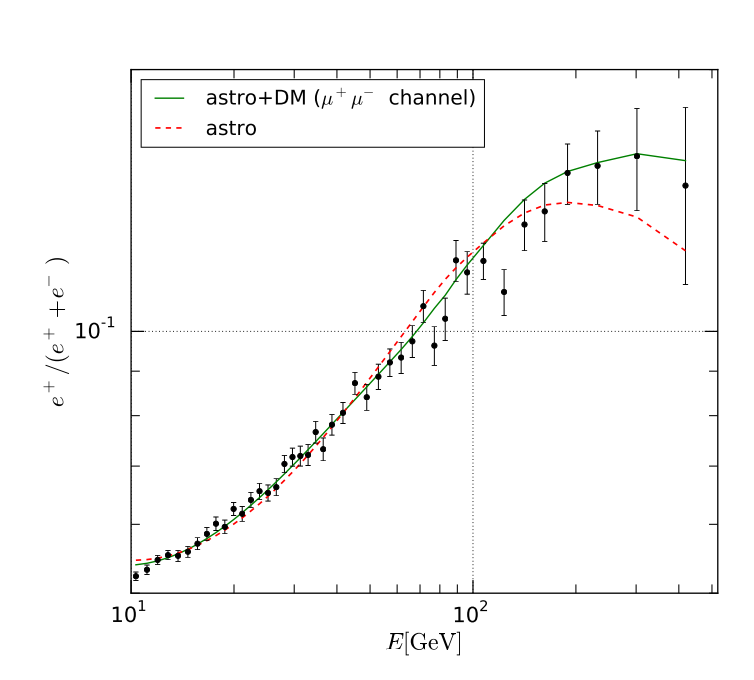 astro+DM (μ⁺μ⁻ channel)
astro
e⁺/(e⁺+e⁻)
10⁻¹
10¹
10²
E[GeV]